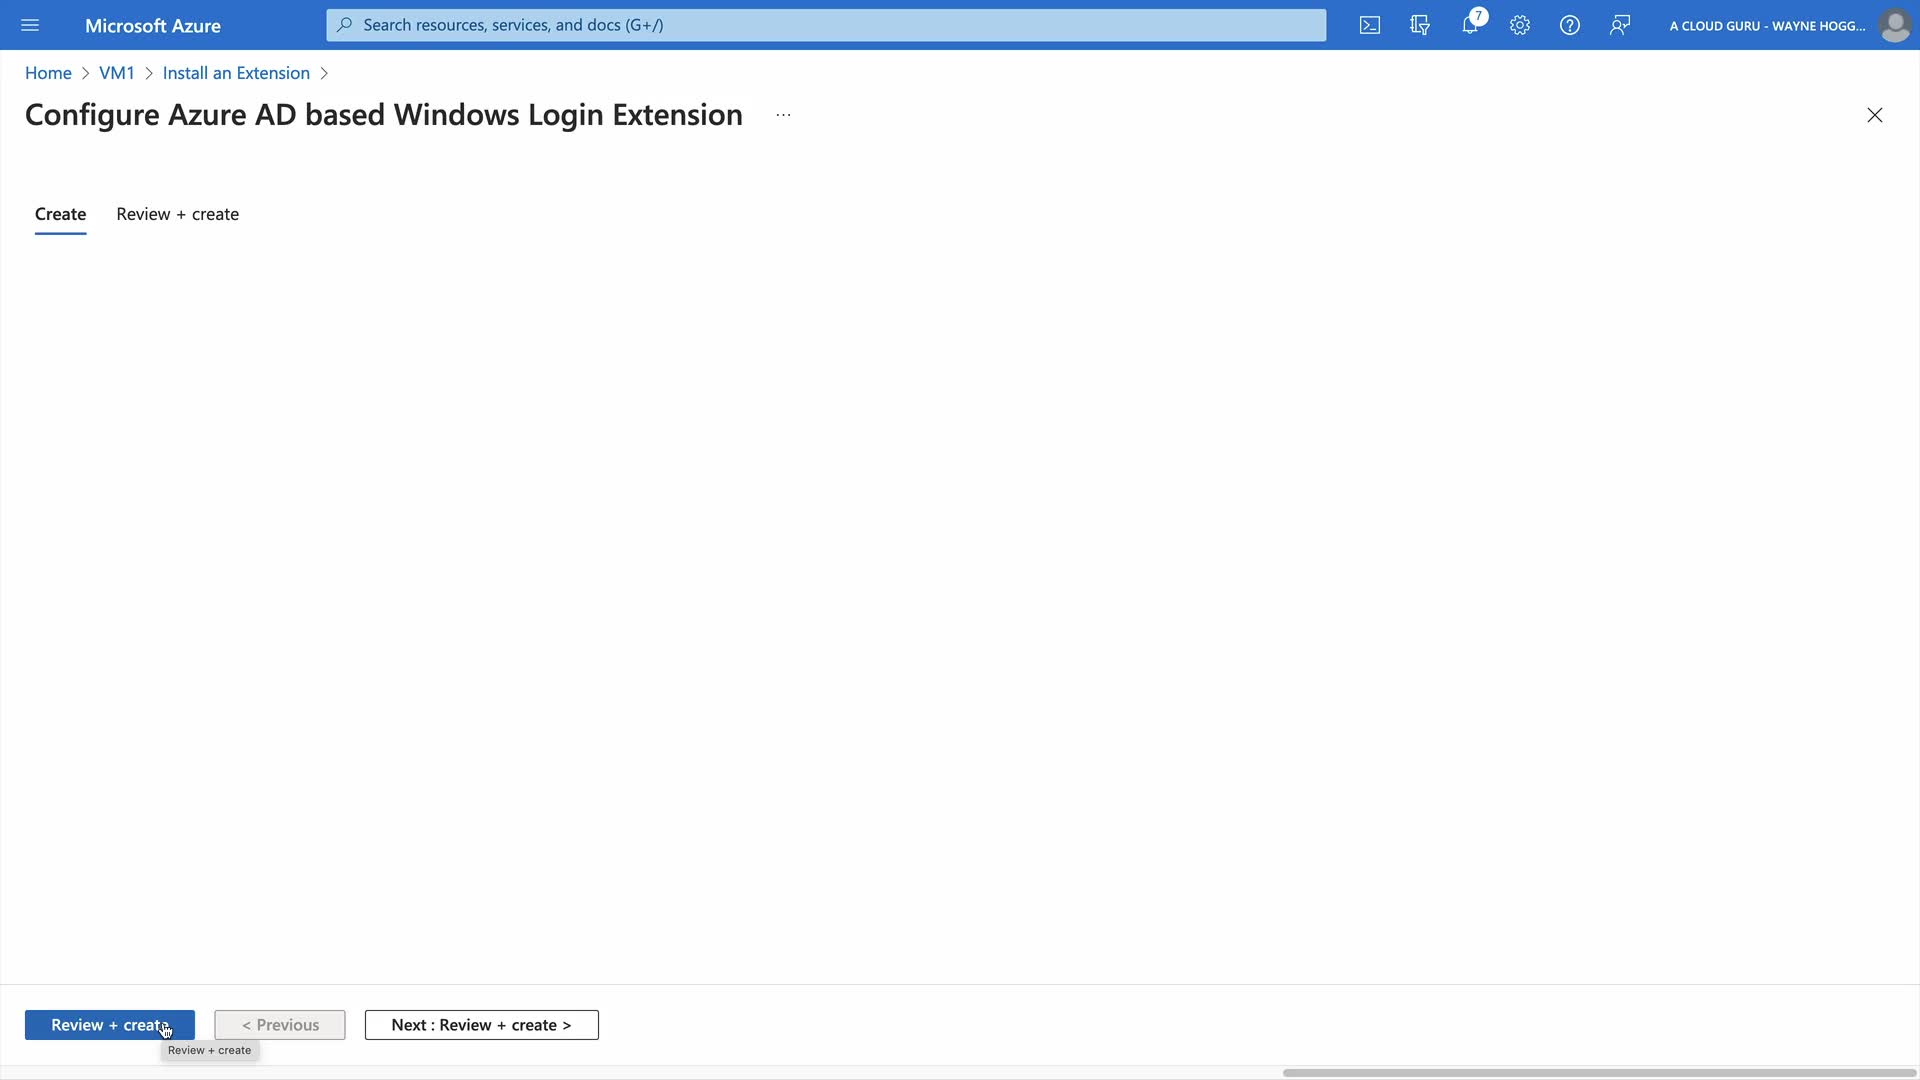 Microsoft Azure
Search resources, services, and docs (G+/)
7
A CLOUD GURU - WAYNE HOGG...
Home > VM1 > Install an Extension >
Configure Azure AD based Windows Login Extension ...
Create
Review + create
Review + create
< Previous
Next : Review + create >
Review + create